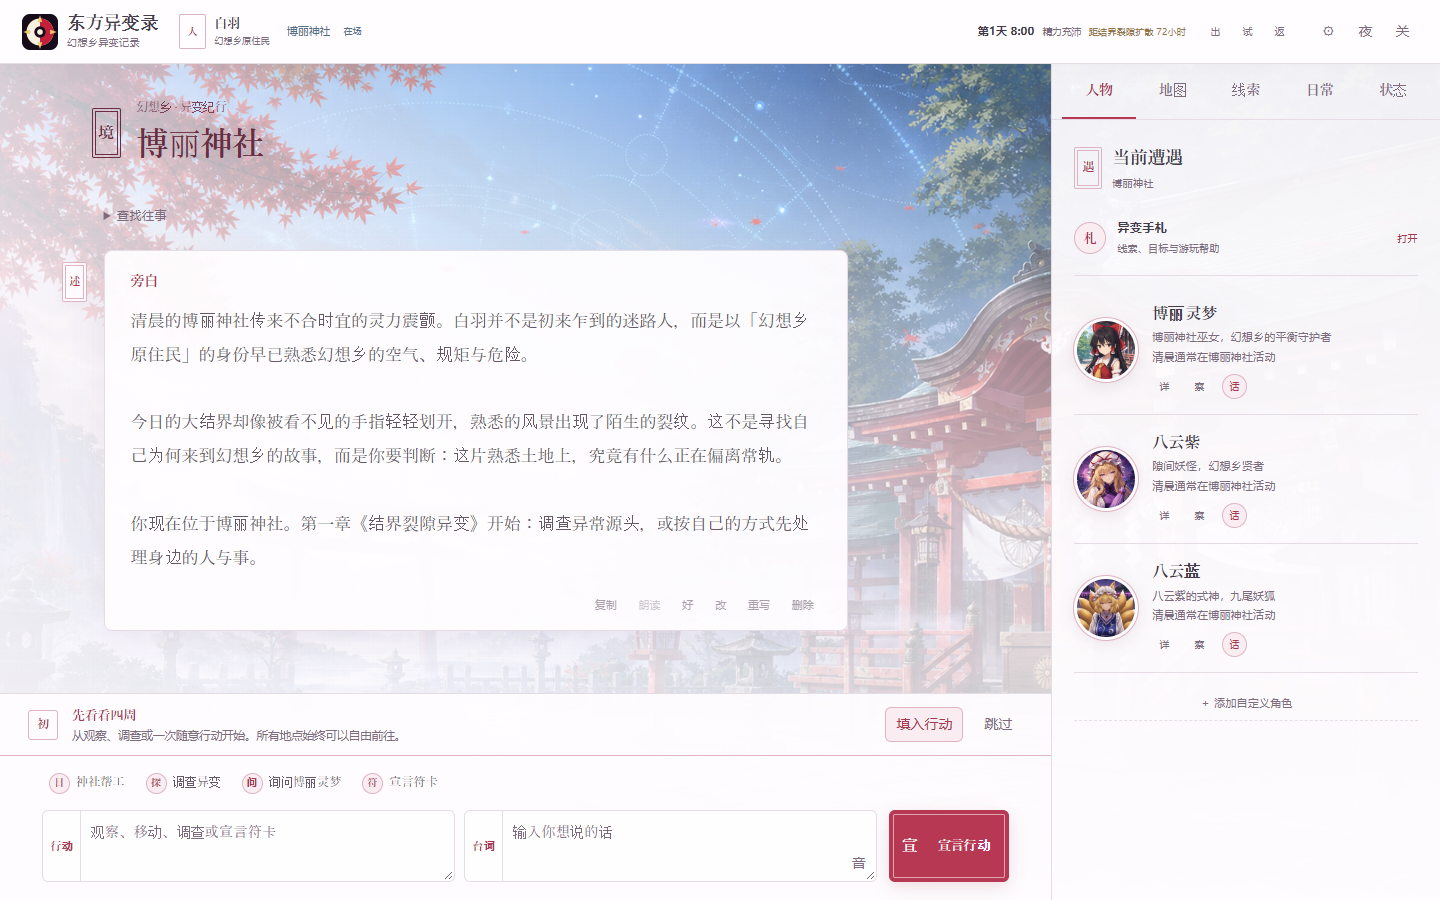 东方异变录
幻想乡异变记录
人
白羽
幻想乡原住民
博丽神社
在场
第1天 8:00
精力充沛
距结界裂隙扩散 72小时
出
试
返
夜
关
境
幻想乡 · 异变纪行
博丽神社
查找往事
述
旁白
清晨的博丽神社传来不合时宜的灵力震颤。白羽并不是初来乍到的迷路人，而是以「幻想乡
原住民」的身份早已熟悉幻想乡的空气、规矩与危险。
今日的大结界却像被看不见的手指轻轻划开，熟悉的风景出现了陌生的裂纹。这不是寻找自
己为何来到幻想乡的故事，而是你要判断：这片熟悉土地上，究竟有什么正在偏离常轨。
你现在位于博丽神社。第一章《结界裂隙异变》开始：调查异常源头，或按自己的方式先处
理身边的人与事。
复制
朗读
好
改
重写
删除
初
先看看四周
从观察、调查或一次随意行动开始。所有地点始终可以自由前往。
填入行动
跳过
日 神社帮工
探 调查异变
问 询问博丽灵梦
符 宣言符卡
行动
观察、移动、调查或宣言符卡
台词
输入你想说的话
音
宣 宣言行动
人物
地图
线索
日常
状态
遇
当前遭遇
博丽神社
札
异变手札
线索、目标与游玩帮助
打开
博丽灵梦
博丽神社巫女，幻想乡的平衡守护者
清晨通常在博丽神社活动
详 察 话
八云紫
隙间妖怪，幻想乡贤者
清晨通常在博丽神社活动
详 察 话
八云蓝
八云紫的式神，九尾妖狐
清晨通常在博丽神社活动
详 察 话
+ 添加自定义角色